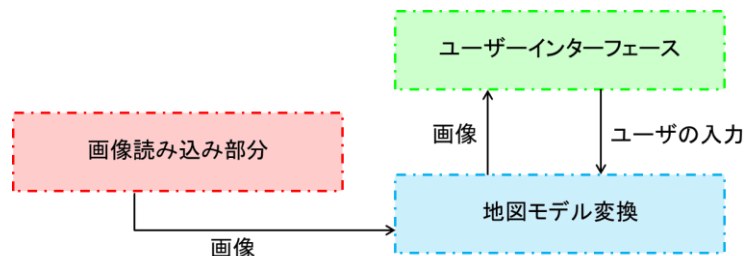 ユーザーインターフェース
画像
ユーザの入力
画像読み込み部分
地図モデル変換
画像